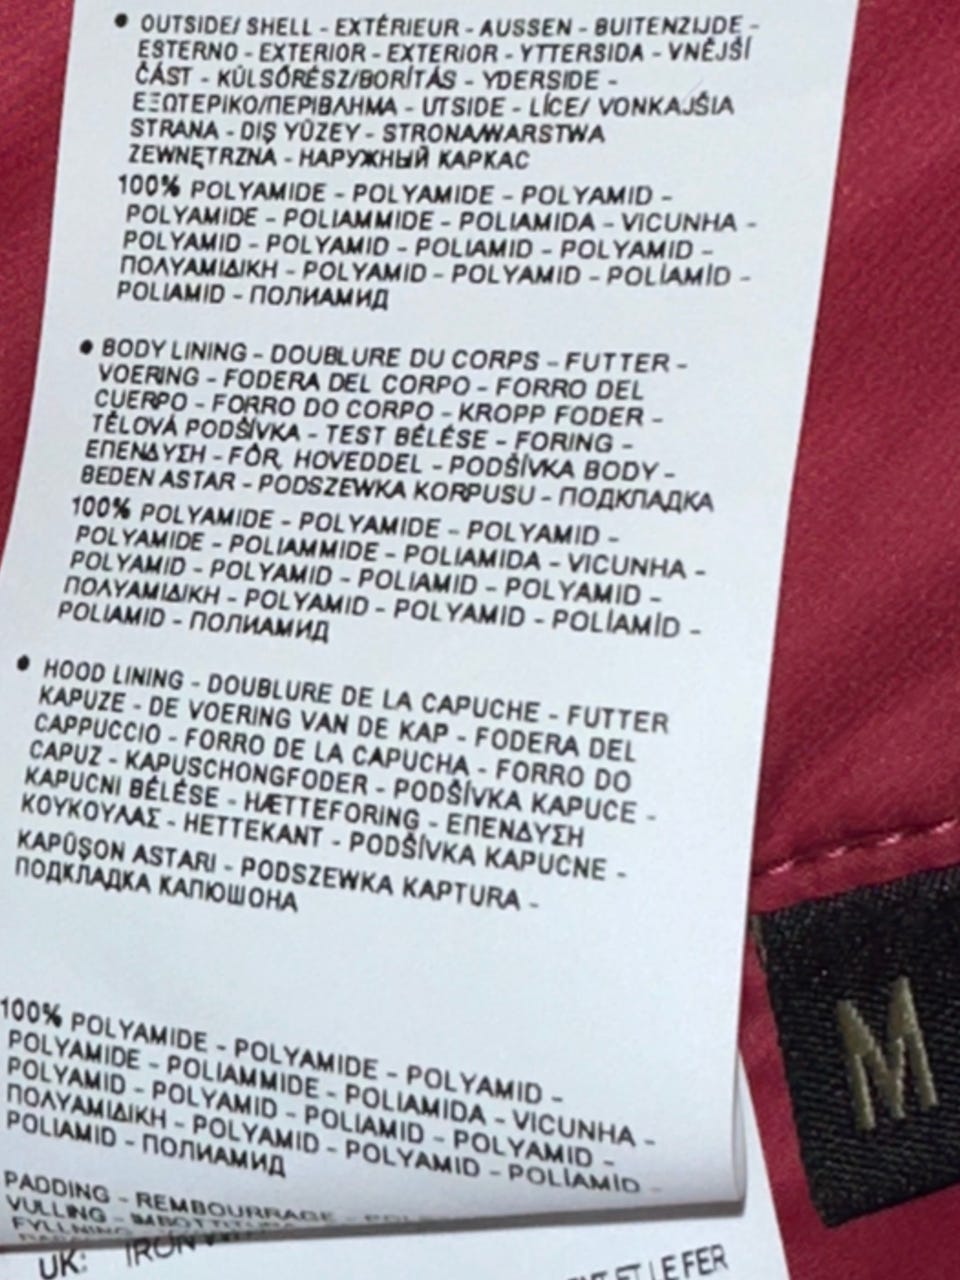 • OUTSIDE/ SHELL - EXTÉRIEUR - AUSSEN - BUITENZIJDE -
ESTERNO - EXTERIOR - EXTERIOR - YTTERSIDA - VNĚJŠÍ
ČÁST - KÜLSŐRÉSZ/BORÍTÁS - YDERSIDE -
ΕΞΩΤΕΡΙΚΟ/ΠΕΡΙΒΛΗΜΑ - UTSIDE - LÍCE/ VONKAJŠIA
STRANA - DIŞ YÜZEY - STRONA/WARSTWA
ZEWNĘTRZNA - НАРУЖНЫЙ КАРКАС
100% POLYAMIDE - POLYAMIDE - POLYAMID -
POLYAMIDE - POLIAMMIDE - POLIAMIDA - VICUNHA -
POLYAMID - POLYAMID - POLIAMID - POLYAMID -
ΠΟΛΥΑΜΙΔΙΚΗ - POLYAMID - POLYAMID - POLİAMİD -
POLIAMID - ПОЛИАМИД
• BODY LINING - DOUBLURE DU CORPS - FUTTER -
VOERING - FODERA DEL CORPO - FORRO DEL
CUERPO - FORRO DO CORPO - KROPP FODER -
TĚLOVÁ PODŠÍVKA - TEST BÉLÉSE - FORING -
ΕΠΕΝΔΥΣΗ - FÔR, HOVEDDEL - PODŠÍVKA BODY -
BEDEN ASTAR - PODSZEWKA KORPUSU - ПОДКЛАДКА
100% POLYAMIDE - POLYAMIDE - POLYAMID -
POLYAMIDE - POLIAMMIDE - POLIAMIDA - VICUNHA -
POLYAMID - POLYAMID - POLIAMID - POLYAMID -
ΠΟΛΥΑΜΙΔΙΚΗ - POLYAMID - POLYAMID - POLİAMİD -
POLIAMID - ПОЛИАМИД
• HOOD LINING - DOUBLURE DE LA CAPUCHE - FUTTER
KAPUZE - DE VOERING VAN DE KAP - FODERA DEL
CAPPUCCIO - FORRO DE LA CAPUCHA - FORRO DO
CAPUZ - KAPUSCHONGFODER - PODŠÍVKA KAPUCE -
KAPUCNI BÉLÉSE - HÆTTEFORING - ΕΠΕΝΔΥΣΗ
ΚΟΥΚΟΥΛΑΣ - HETTEKANT - PODŠÍVKA KAPUCNE -
KAPÜŞON ASTARI - PODSZEWKA KAPTURA -
ПОДКЛАДКА КАПЮШОНА
100% POLYAMIDE - POLYAMIDE - POLYAMID -
POLYAMIDE - POLIAMMIDE - POLIAMIDA - VICUNHA -
POLYAMID - POLYAMID - POLIAMID - POLYAMID -
ΠΟΛΥΑΜΙΔΙΚΗ - POLYAMID - POLYAMID - POLİAMİD -
POLIAMID - ПОЛИАМИД
PADDING - REMBOURRAGE -
VULLING -
UK: IRON
ET LE FER
M